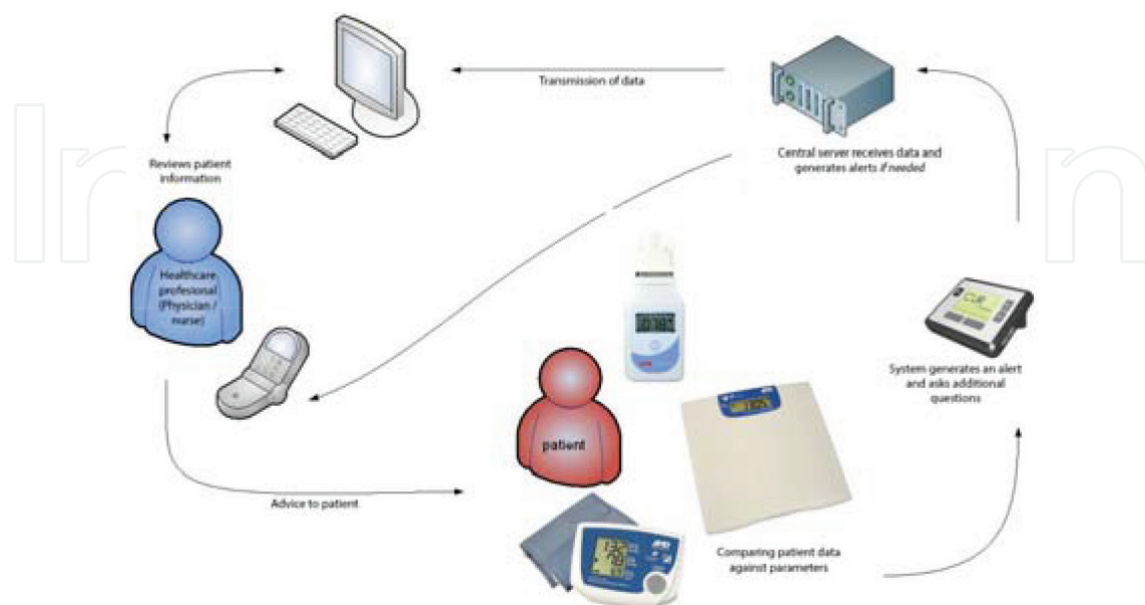 Transmission of data
Central server receives data and
generates alerts if needed
Reviews patient
information
Healthcare
profesional
(Physician /
nurse)
System generates an alert
and asks additional
questions
patient
Advice to patient
Comparing patient data
against parameters